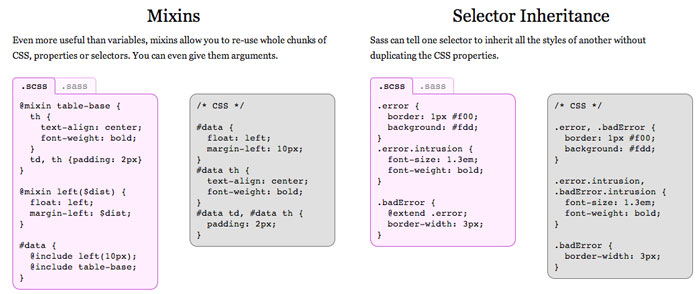 Mixins
Even more useful than variables, mixins allow you to re-use whole chunks of
CSS, properties or selectors. You can even give them arguments.
.scss .sass
@mixin table-base {
  th {
    text-align: center;
    font-weight: bold;
  }
  td, th {padding: 2px}
}

@mixin left($dist) {
  float: left;
  margin-left: $dist;
}

#data {
  @include left(10px);
  @include table-base;
}
/* CSS */

#data {
  float: left;
  margin-left: 10px;
}
#data th {
  text-align: center;
  font-weight: bold;
}
#data td, #data th {
  padding: 2px;
}
Selector Inheritance
Sass can tell one selector to inherit all the styles of another without
duplicating the CSS properties.
.scss .sass
.error {
  border: 1px #f00;
  background: #fdd;
}
.error.intrusion {
  font-size: 1.3em;
  font-weight: bold;
}

.badError {
  @extend .error;
  border-width: 3px;
}
/* CSS */

.error, .badError {
  border: 1px #f00;
  background: #fdd;
}

.error.intrusion,
.badError.intrusion {
  font-size: 1.3em;
  font-weight: bold;
}

.badError {
  border-width: 3px;
}